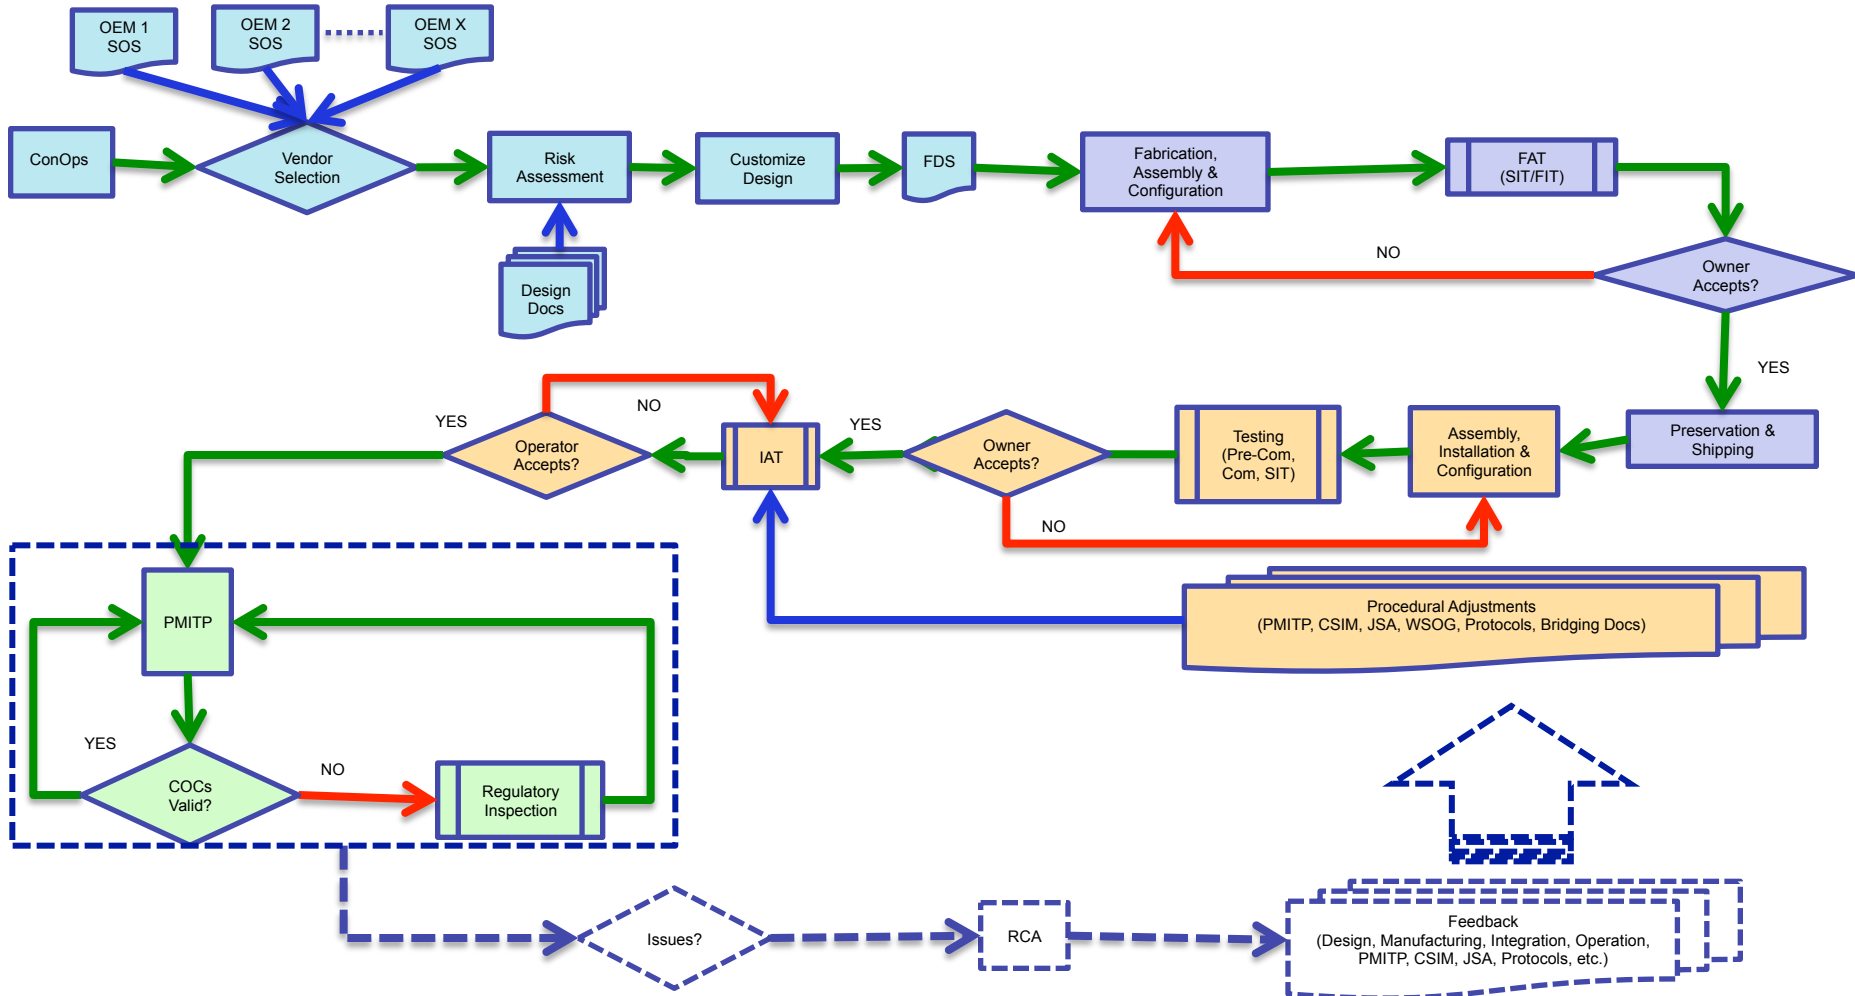 OEM 1
SOS
OEM 2
SOS
OEM X
SOS
ConOps
Vendor
Selection
Risk
Assessment
Customize
Design
FDS
Fabrication,
Assembly &
Configuration
FAT
(SIT/FIT)
Design
Docs
NO
Owner
Accepts?
YES
YES
NO
Operator
Accepts?
IAT
YES
Owner
Accepts?
NO
Testing
(Pre-Com,
Com, SIT)
Assembly,
Installation &
Configuration
Preservation &
Shipping
Procedural Adjustments
(PMITP, CSIM, JSA, WSOG, Protocols, Bridging Docs)
PMITP
YES
COCs
Valid?
NO
Regulatory
Inspection
Issues?
RCA
Feedback
(Design, Manufacturing, Integration, Operation,
PMITP, CSIM, JSA, Protocols, etc.)